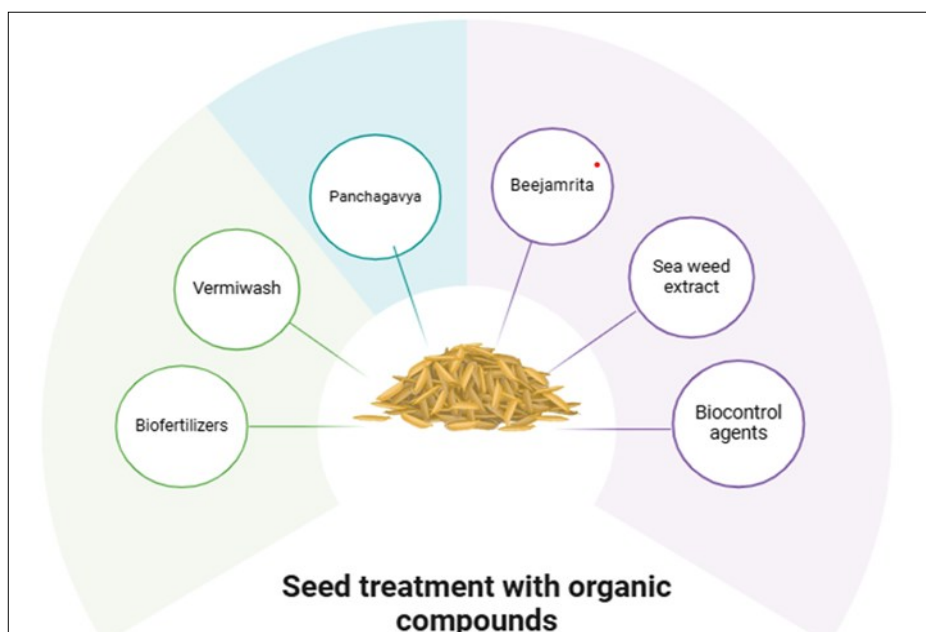 Panchagavya
Beejamrita
Vermiwash
Sea weed
extract
Biofertilizers
Biocontrol
agents
Seed treatment with organic
compounds